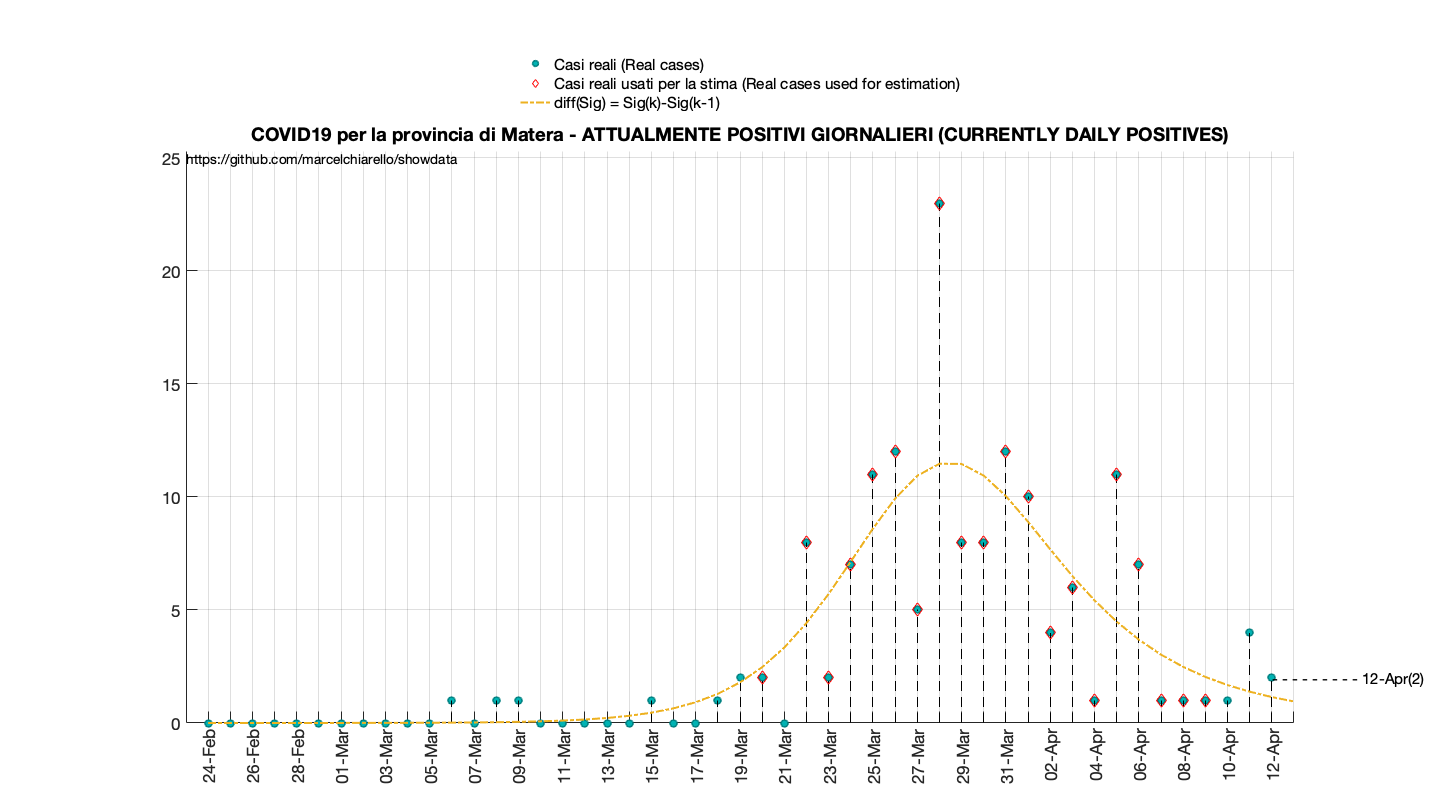 Casi reali (Real cases)
Casi reali usati per la stima (Real cases used for estimation)
diff(Sig) = Sig(k)-Sig(k-1)
COVID19 per la provincia di Matera - ATTUALMENTE POSITIVI GIORNALIERI (CURRENTLY DAILY POSITIVES)
https://github.com/marcelchiarello/showdata
25
20
15
10
5
0
12-Apr(2)
24-Feb
26-Feb
28-Feb
01-Mar
03-Mar
05-Mar
07-Mar
09-Mar
11-Mar
13-Mar
15-Mar
17-Mar
19-Mar
21-Mar
23-Mar
25-Mar
27-Mar
29-Mar
31-Mar
02-Apr
04-Apr
06-Apr
08-Apr
10-Apr
12-Apr